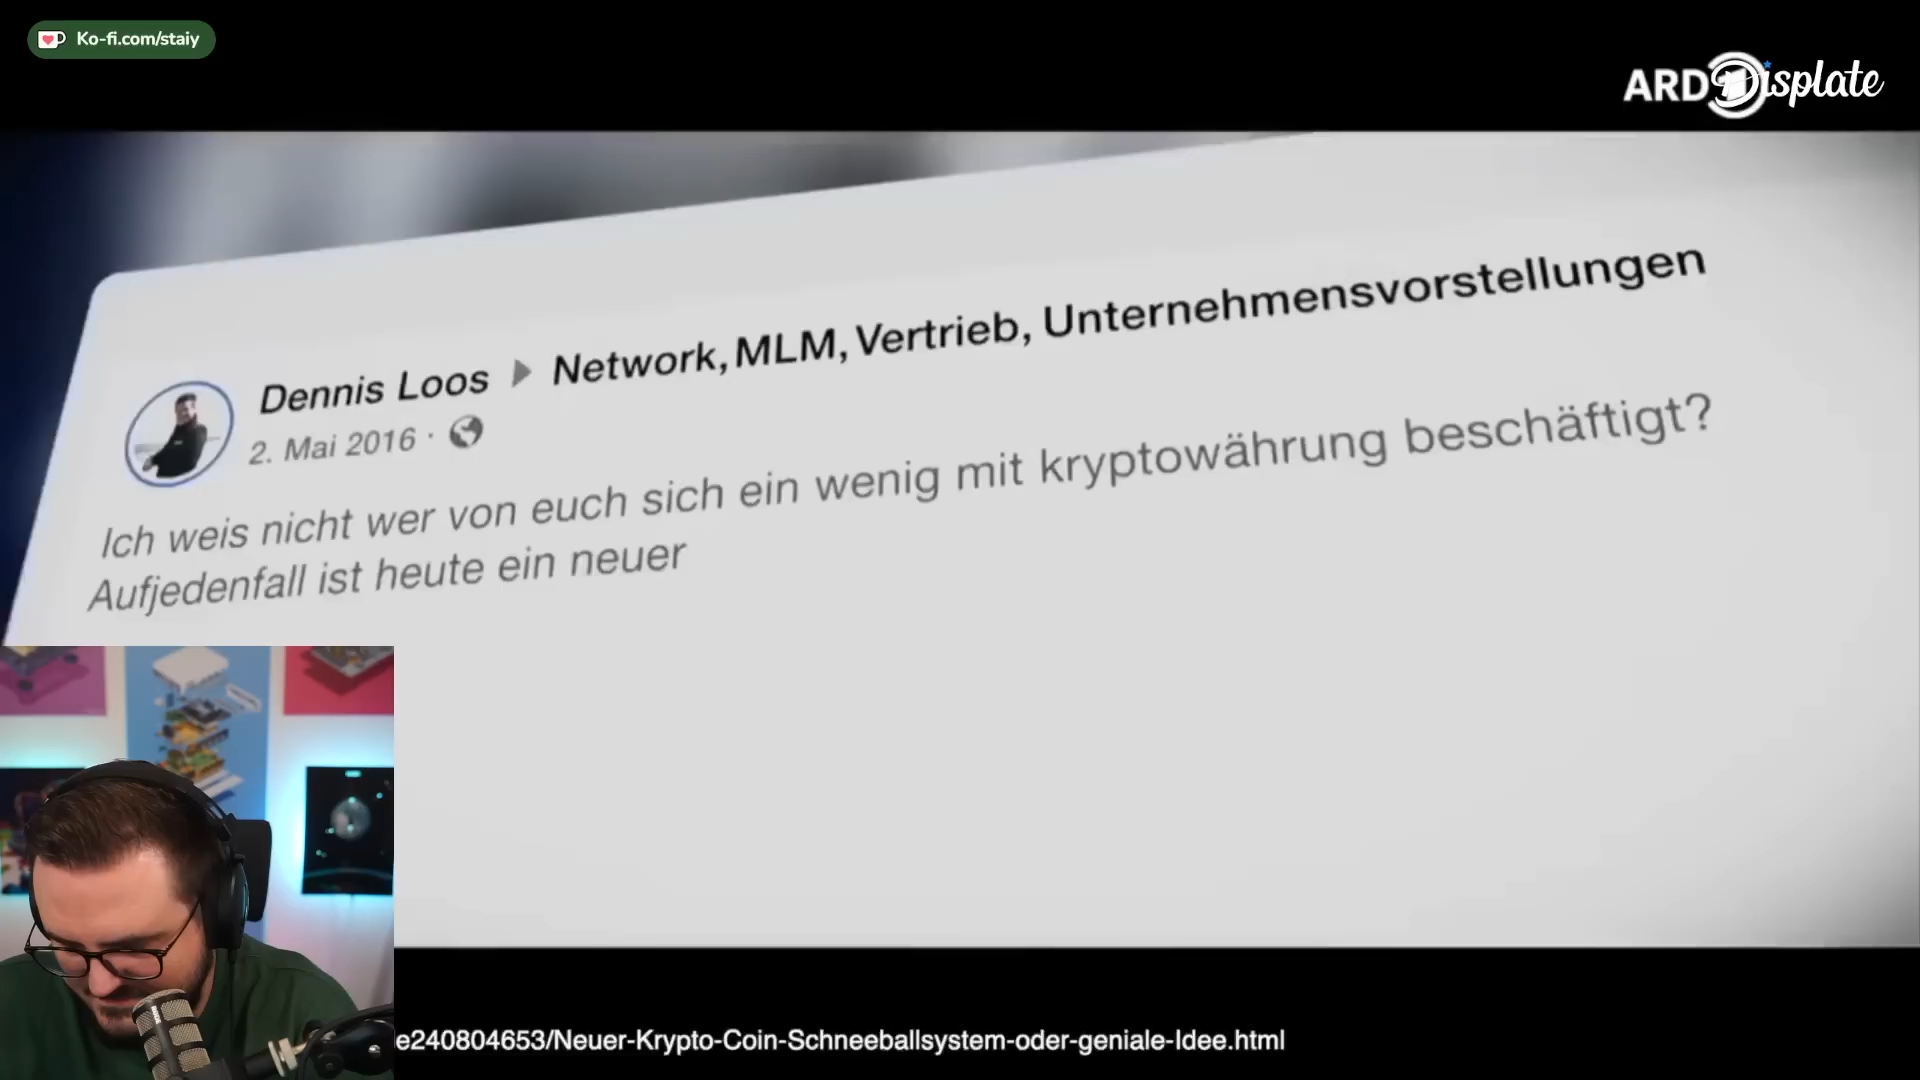 Ko-fi.com/staiy
ARD
Displate
Dennis Loos ▶ Network, MLM, Vertrieb, Unternehmensvorstellungen
2. Mai 2016 ·
Ich weis nicht wer von euch sich ein wenig mit kryptowährung beschäftigt?
Aufjedenfall ist heute ein neuer
e240804653/Neuer-Krypto-Coin-Schneeballsystem-oder-geniale-Idee.html